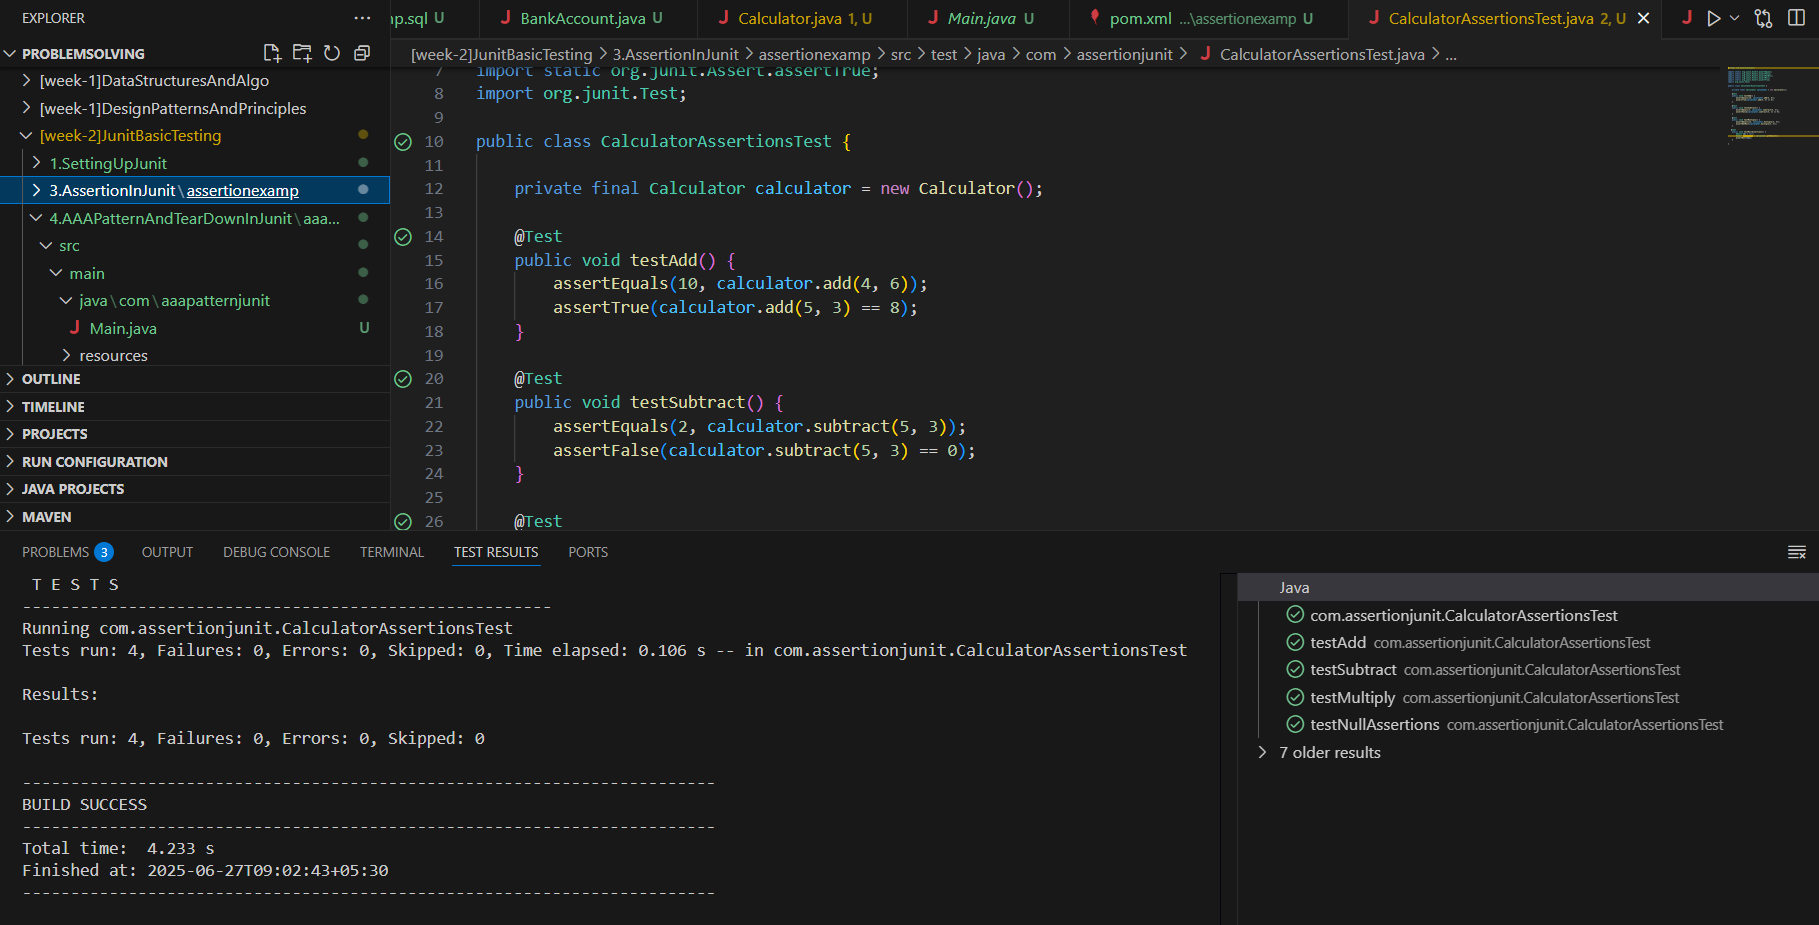 EXPLORER
PROBLEMSOLVING
[week-1]DataStructuresAndAlgo
[week-1]DesignPatternsAndPrinciples
[week-2]JunitBasicTesting
1.SettingUpJunit
3.AssertionInJunit\assertionexamp
4.AAAPatternAndTearDownInJunit\aaa...
src
main
java\com\aaapatternjunit
Main.java U
resources
OUTLINE
TIMELINE
PROJECTS
RUN CONFIGURATION
JAVA PROJECTS
MAVEN
np.sql U BankAccount.java U Calculator.java 1, U Main.java U pom.xml ...\assertionexamp U CalculatorAssertionsTest.java 2, U
[week-2]JunitBasicTesting > 3.AssertionInJunit > assertionexamp > src > test > java > com > assertionjunit > CalculatorAssertionsTest.java > ...
7 import static org.junit.Assert.assertTrue;
8 import org.junit.Test;
9
10 public class CalculatorAssertionsTest {
11
12 private final Calculator calculator = new Calculator();
13
14 @Test
15 public void testAdd() {
16 assertEquals(10, calculator.add(4, 6));
17 assertTrue(calculator.add(5, 3) == 8);
18 }
19
20 @Test
21 public void testSubtract() {
22 assertEquals(2, calculator.subtract(5, 3));
23 assertFalse(calculator.subtract(5, 3) == 0);
24 }
25
26 @Test
PROBLEMS 3 OUTPUT DEBUG CONSOLE TERMINAL TEST RESULTS PORTS
T E S T S
-------------------------------------------------------
Running com.assertionjunit.CalculatorAssertionsTest
Tests run: 4, Failures: 0, Errors: 0, Skipped: 0, Time elapsed: 0.106 s -- in com.assertionjunit.CalculatorAssertionsTest
Results:
Tests run: 4, Failures: 0, Errors: 0, Skipped: 0
------------------------------------------------------------------------
BUILD SUCCESS
------------------------------------------------------------------------
Total time:  4.233 s
Finished at: 2025-06-27T09:02:43+05:30
------------------------------------------------------------------------
Java
com.assertionjunit.CalculatorAssertionsTest
testAdd com.assertionjunit.CalculatorAssertionsTest
testSubtract com.assertionjunit.CalculatorAssertionsTest
testMultiply com.assertionjunit.CalculatorAssertionsTest
testNullAssertions com.assertionjunit.CalculatorAssertionsTest
7 older results